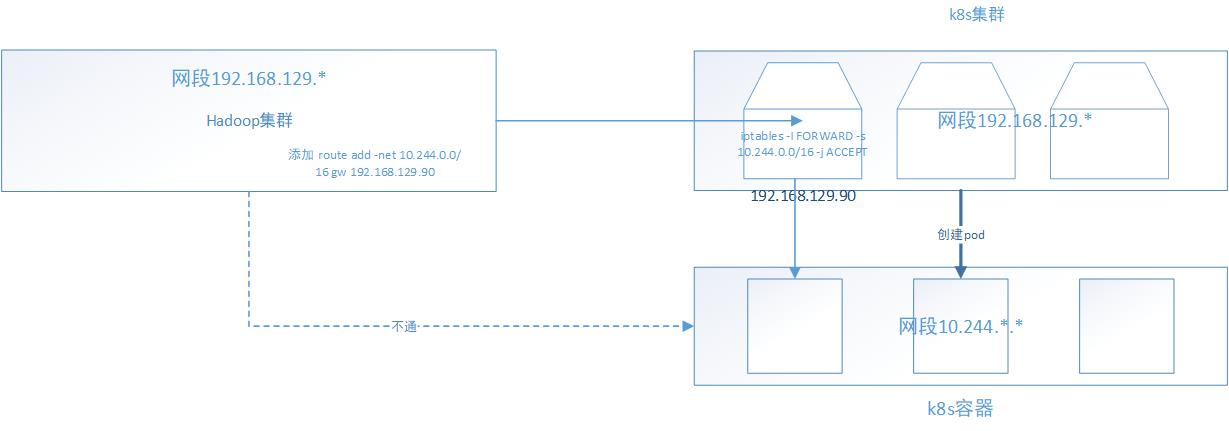 k8s集群
网段192.168.129.*
Hadoop集群
添加 route add -net 10.244.0.0/
16 gw 192.168.129.90
iptables -I FORWARD -s
10.244.0.0/16 -j ACCEPT
网段192.168.129.*
192.168.129.90
创建pod
不通
网段10.244.*.*
k8s容器